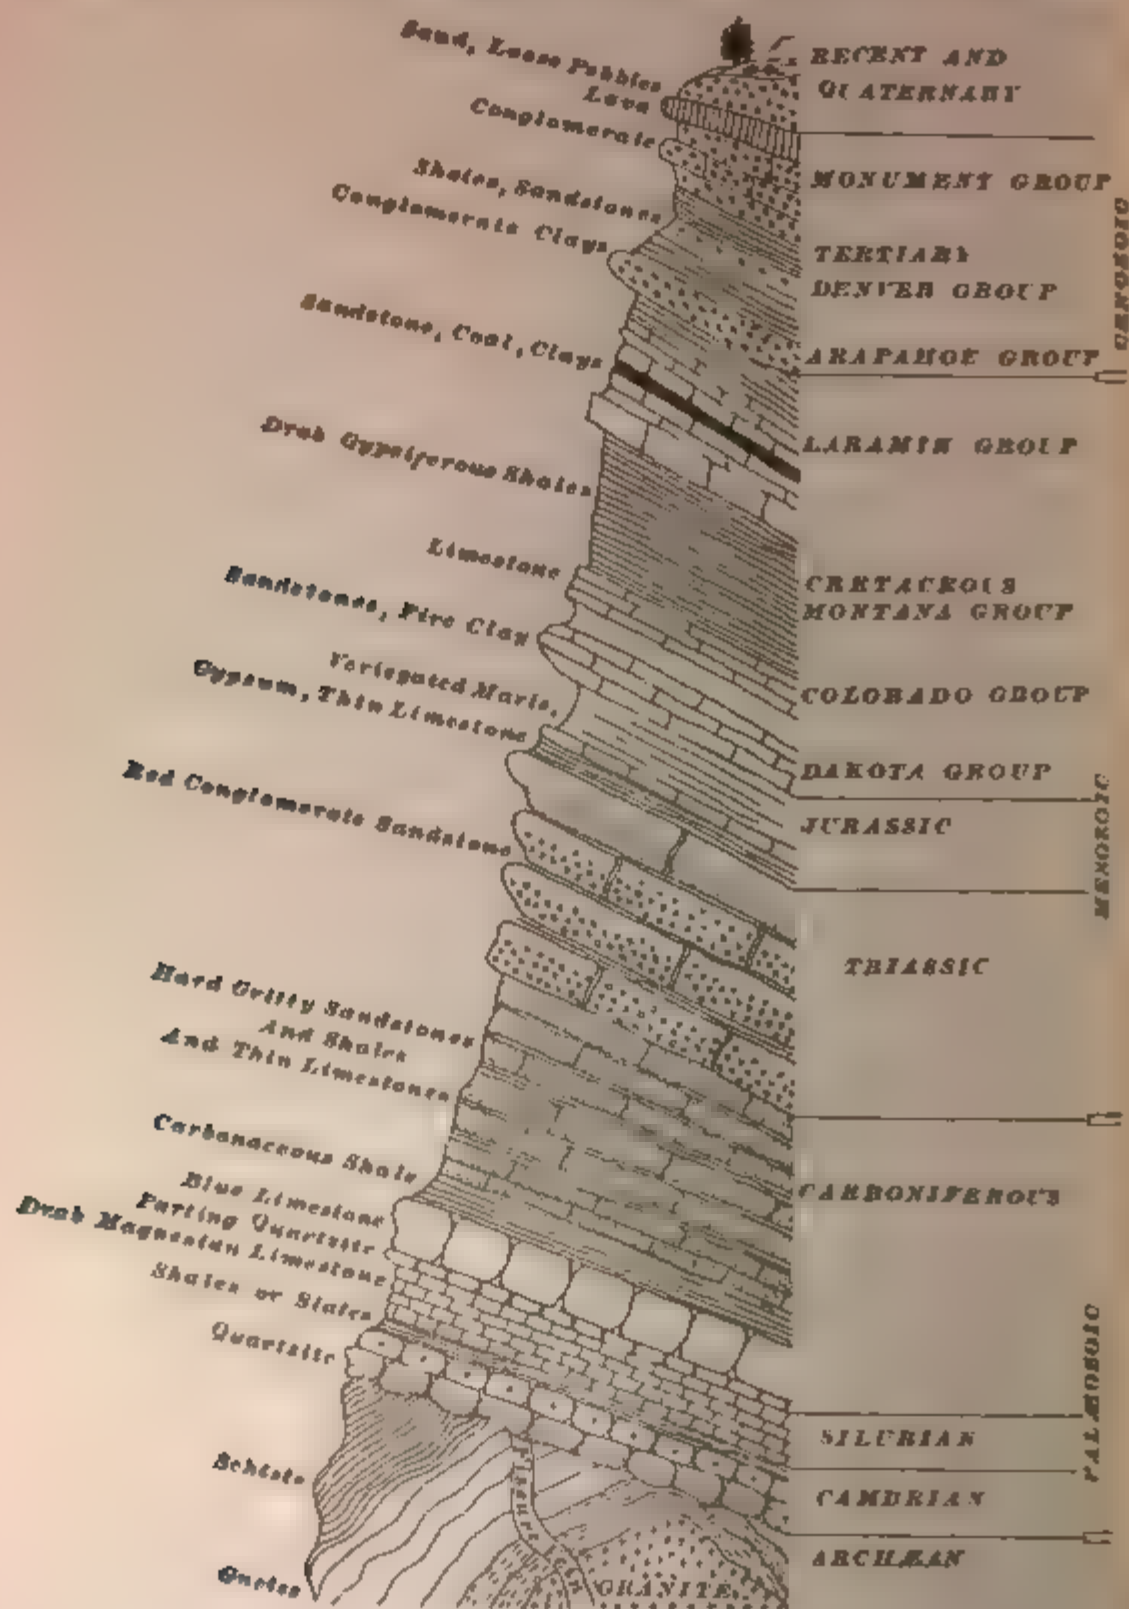 Sand, Loose Pebbles
Lava
Conglomerate
Shales, Sandstones
Conglomerate Clays
Sandstone, Coal, Clays
Drab Gypsiferous Shales
Limestone
Sandstones, Fire Clay
Variegated Marls,
Gypsum, Thin Limestone
Red Conglomerate Sandstone
Hard Gritty Sandstones
And Shales
And Thin Limestones
Carbonaceous Shale
Blue Limestone
Parting Quartzite
Drab Magnesian Limestone
Shales or Slates
Quartzite
Schists
Gneiss
RECENT AND
QUATERNARY
MONUMENT GROUP
TERTIARY
DENVER GROUP
ARAPAHOE GROUP
LARAMIE GROUP
CRETACEOUS
MONTANA GROUP
COLORADO GROUP
DAKOTA GROUP
JURASSIC
TRIASSIC
CARBONIFEROUS
SILURIAN
CAMBRIAN
ARCHÆAN
GRANITE
CENOZOIC
MESOZOIC
PALÆOZOIC